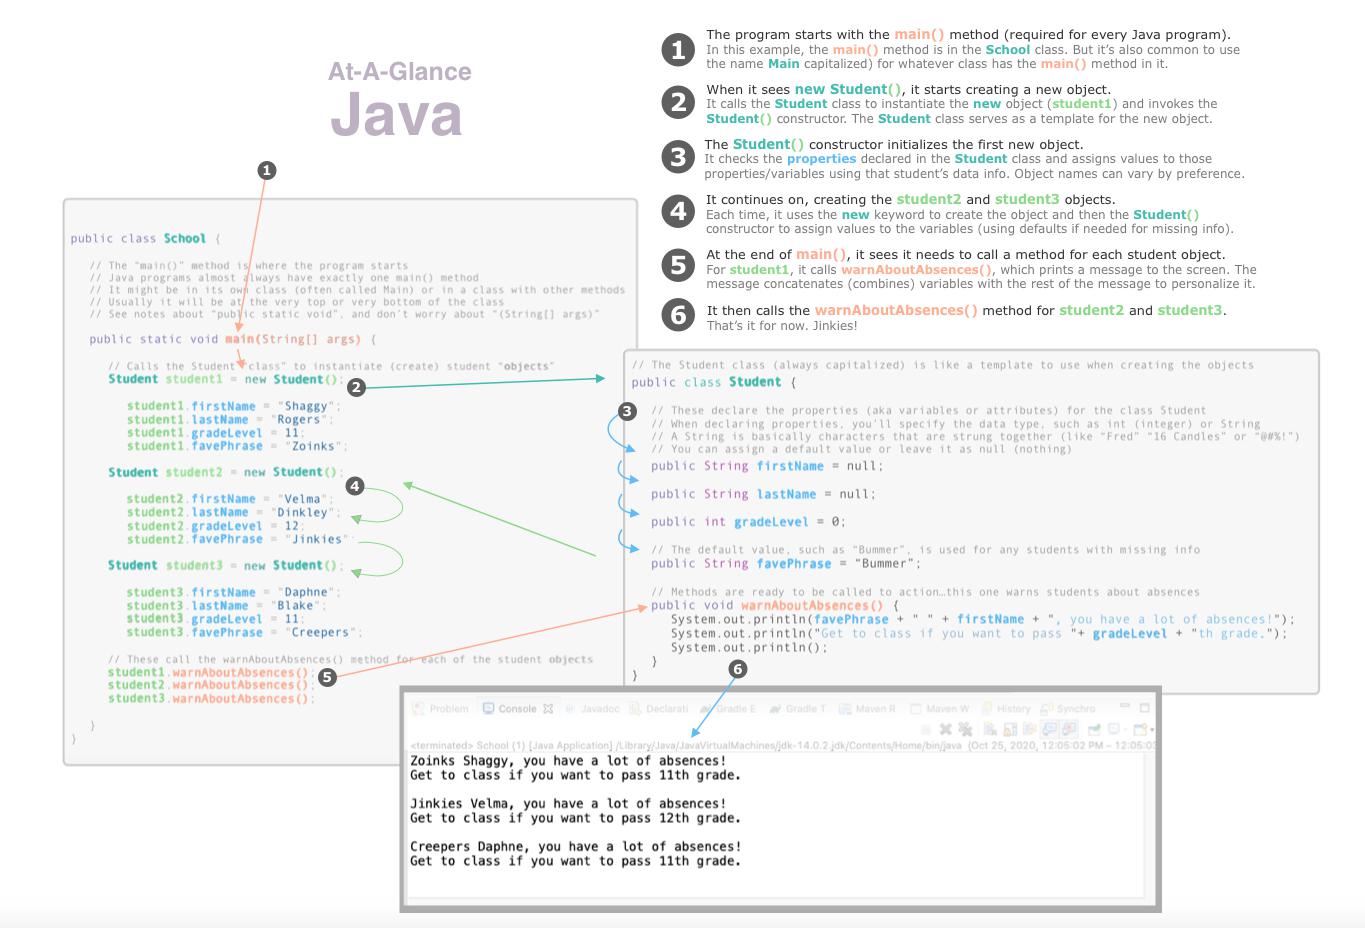 At-A-Glance
Java
1 The program starts with the main() method (required for every Java program).
In this example, the main() method is in the School class. But it's also common to use
the name Main capitalized) for whatever class has the main() method in it.
2 When it sees new Student(), it starts creating a new object.
It calls the Student class to instantiate the new object (student1) and invokes the
Student() constructor. The Student class serves as a template for the new object.
3 The Student() constructor initializes the first new object.
It checks the properties declared in the Student class and assigns values to those
properties/variables using that student's data info. Object names can vary by preference.
4 It continues on, creating the student2 and student3 objects.
Each time, it uses the new keyword to create the object and then the Student()
constructor to assign values to the variables (using defaults if needed for missing info).
5 At the end of main(), it sees it needs to call a method for each student object.
For student1, it calls warnAboutAbsences(), which prints a message to the screen. The
message concatenates (combines) variables with the rest of the message to personalize it.
6 It then calls the warnAboutAbsences() method for student2 and student3.
That's it for now. Jinkies!
1
public class School {
// The "main()" method is where the program starts
// Java programs almost always have exactly one main() method
// It might be in its own class (often called Main) or in a class with other methods
// Usually it will be at the very top or very bottom of the class
// See notes about "public static void", and don't worry about "(String[] args)"
public static void main(String[] args) {
// Calls the Student "class" to instantiate (create) student "objects"
Student student1 = new Student();
2
student1.firstName = "Shaggy";
student1.lastName = "Rogers";
student1.gradeLevel = 11;
student1.favePhrase = "Zoinks";
Student student2 = new Student();
4
student2.firstName = "Velma";
student2.lastName = "Dinkley";
student2.gradeLevel = 12;
student2.favePhrase = "Jinkies"
Student student3 = new Student();
student3.firstName = "Daphne";
student3.lastName = "Blake";
student3.gradeLevel = 11;
student3.favePhrase = "Creepers";
// These call the warnAboutAbsences() method for each of the student objects
student1.warnAboutAbsences();
5
student2.warnAboutAbsences();
student3.warnAboutAbsences();
}
}
// The Student class (always capitalized) is like a template to use when creating the objects
public class Student {
3
// These declare the properties (aka variables or attributes) for the class Student
// When declaring properties, you'll specify the data type, such as int (integer) or String
// A String is basically characters that are strung together (like "Fred" "16 Candles" or "@#%!")
// You can assign a default value or leave it as null (nothing)
public String firstName = null;
public String lastName = null;
public int gradeLevel = 0;
// The default value, such as "Bummer", is used for any students with missing info
public String favePhrase = "Bummer";
// Methods are ready to be called to action…this one warns students about absences
public void warnAboutAbsences() {
System.out.println(favePhrase + " " + firstName + ", you have a lot of absences!");
System.out.println("Get to class if you want to pass "+ gradeLevel + "th grade.");
System.out.println();
}
}
6
Problem Console Javadoc Declarati Gradle E Gradle T Maven R Maven W History Synchro
<terminated> School (1) [Java Application] /Library/Java/JavaVirtualMachines/jdk-14.0.2.jdk/Contents/Home/bin/java (Oct 25, 2020, 12:05:02 PM – 12:05:03
Zoinks Shaggy, you have a lot of absences!
Get to class if you want to pass 11th grade.
Jinkies Velma, you have a lot of absences!
Get to class if you want to pass 12th grade.
Creepers Daphne, you have a lot of absences!
Get to class if you want to pass 11th grade.